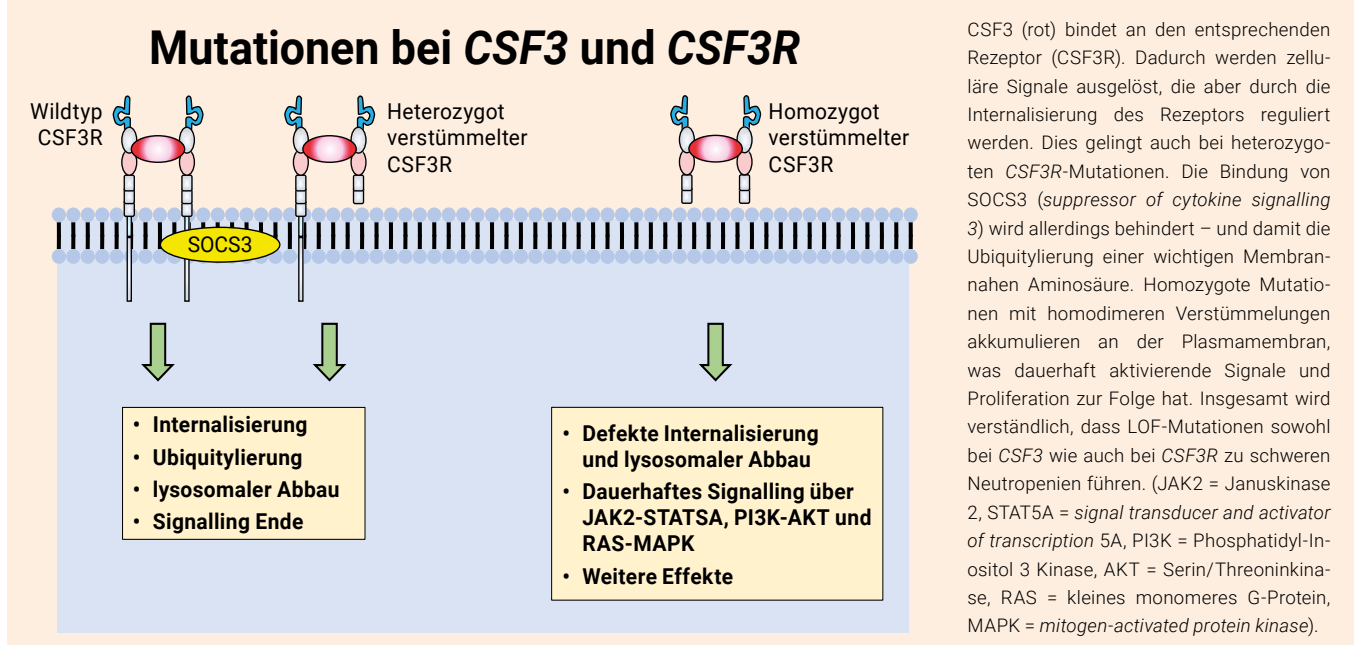 Mutationen bei CSF3 und CSF3R
Wildtyp
CSF3R
Heterozygot
verstümmelter
CSF3R
Homozygot
verstümmelter
CSF3R
SOCS3
• Internalisierung
• Ubiquitylierung
• lysosomaler Abbau
• Signalling Ende
• Defekte Internalisierung
und lysosomaler Abbau
• Dauerhaftes Signalling über
JAK2-STATSA, PI3K-AKT und
RAS-MAPK
• Weitere Effekte
CSF3 (rot) bindet an den entsprechenden
Rezeptor (CSF3R). Dadurch werden zellu-
läre Signale ausgelöst, die aber durch die
Internalisierung des Rezeptors reguliert
werden. Dies gelingt auch bei heterozygo-
ten CSF3R-Mutationen. Die Bindung von
SOCS3 (suppressor of cytokine signalling
3) wird allerdings behindert – und damit die
Ubiquitylierung einer wichtigen Membran-
nahen Aminosäure. Homozygote Mutatio-
nen mit homodimeren Verstümmelungen
akkumulieren an der Plasmamembran,
was dauerhaft aktivierende Signale und
Proliferation zur Folge hat. Insgesamt wird
verständlich, dass LOF-Mutationen sowohl
bei CSF3 wie auch bei CSF3R zu schweren
Neutropenien führen. (JAK2 = Januskinase
2, STAT5A = signal transducer and activator
of transcription 5A, PI3K = Phosphatidyl-In-
ositol 3 Kinase, AKT = Serin/Threoninkina-
se, RAS = kleines monomeres G-Protein,
MAPK = mitogen-activated protein kinase).